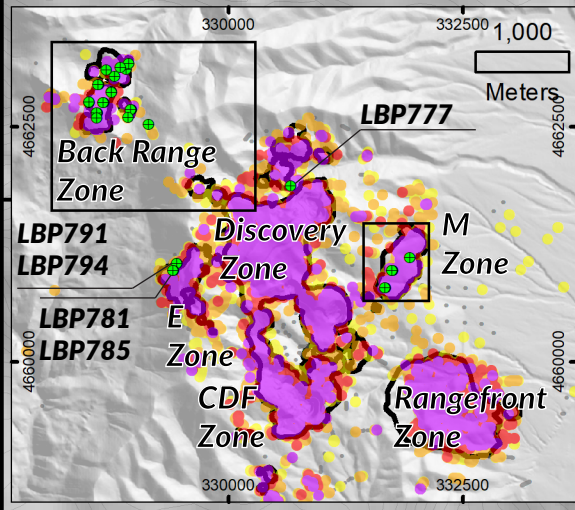 330000
332500
1,000
Meters
4662500
LBP777
4662500
Back Range
Zone
LBP791
LBP794
Discovery
Zone
M
Zone
LBP781
LBP785
E
Zone
4660000
4660000
CDF
Zone
Rangefront
Zone
330000
332500